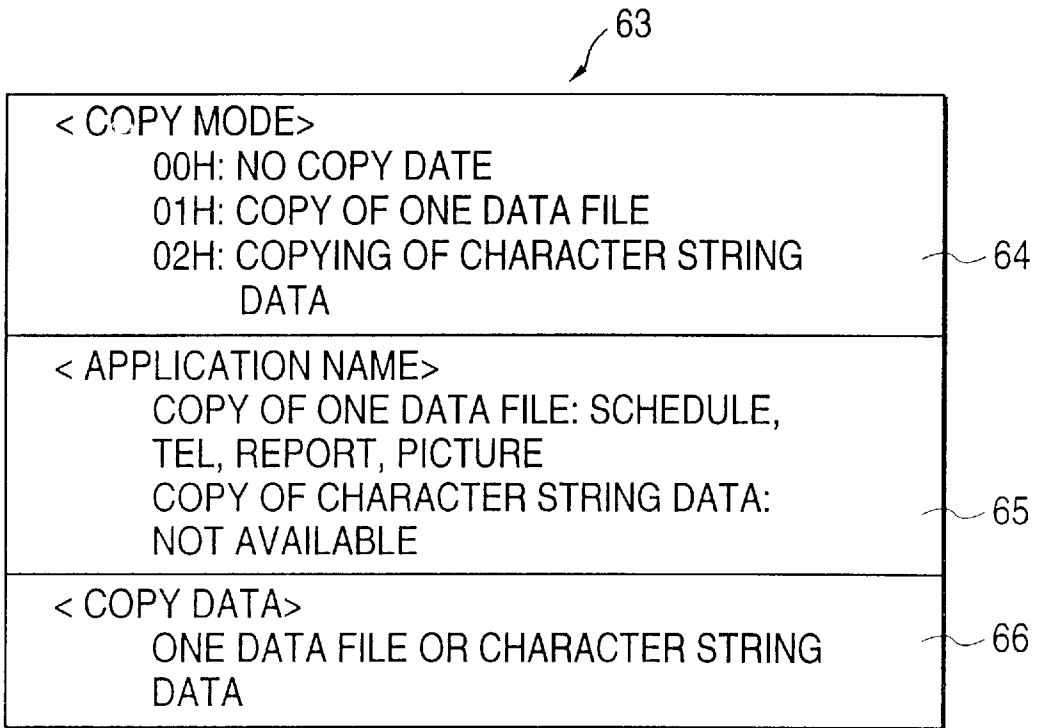 63
< COPY MODE>
00H: NO COPY DATE
01H: COPY OF ONE DATA FILE
02H: COPYING OF CHARACTER STRING
DATA
64
< APPLICATION NAME>
COPY OF ONE DATA FILE: SCHEDULE,
TEL, REPORT, PICTURE
COPY OF CHARACTER STRING DATA:
NOT AVAILABLE
65
< COPY DATA>
ONE DATA FILE OR CHARACTER STRING
DATA
66